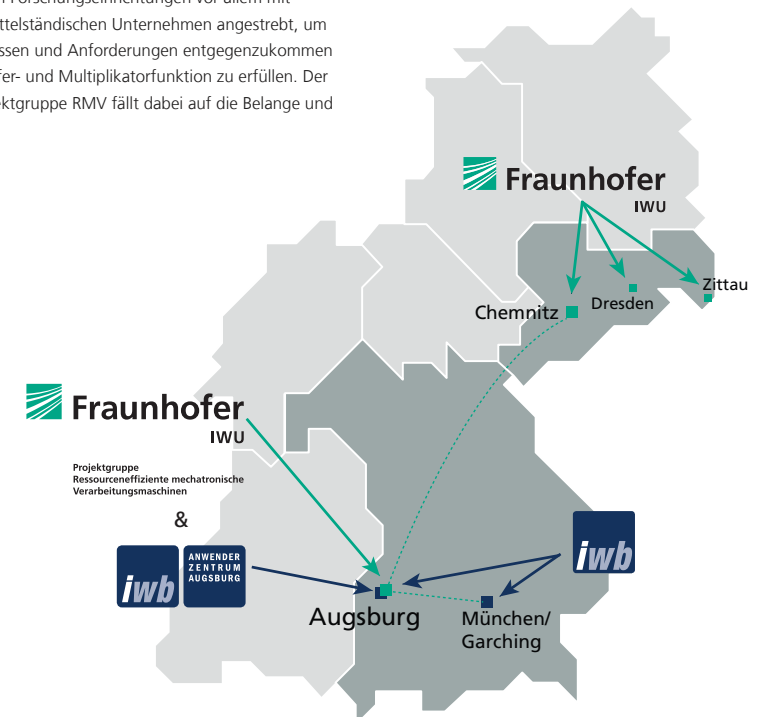 Forschungseinrichtungen vor allem mit
ttelständischen Unternehmen angestrebt, um
ssen und Anforderungen entgegenzukommen
fer- und Multiplikatorfunktion zu erfüllen. Der
ektgruppe RMV fällt dabei auf die Belange und
Fraunhofer
IWU
Zittau
Dresden
Chemnitz
Fraunhofer
IWU
Projektgruppe
Ressourceneffiziente mechatronische
Verarbeitungsmaschinen
&
iwb
ANWENDER
ZENTRUM
AUGSBURG
iwb
Augsburg
München/
Garching